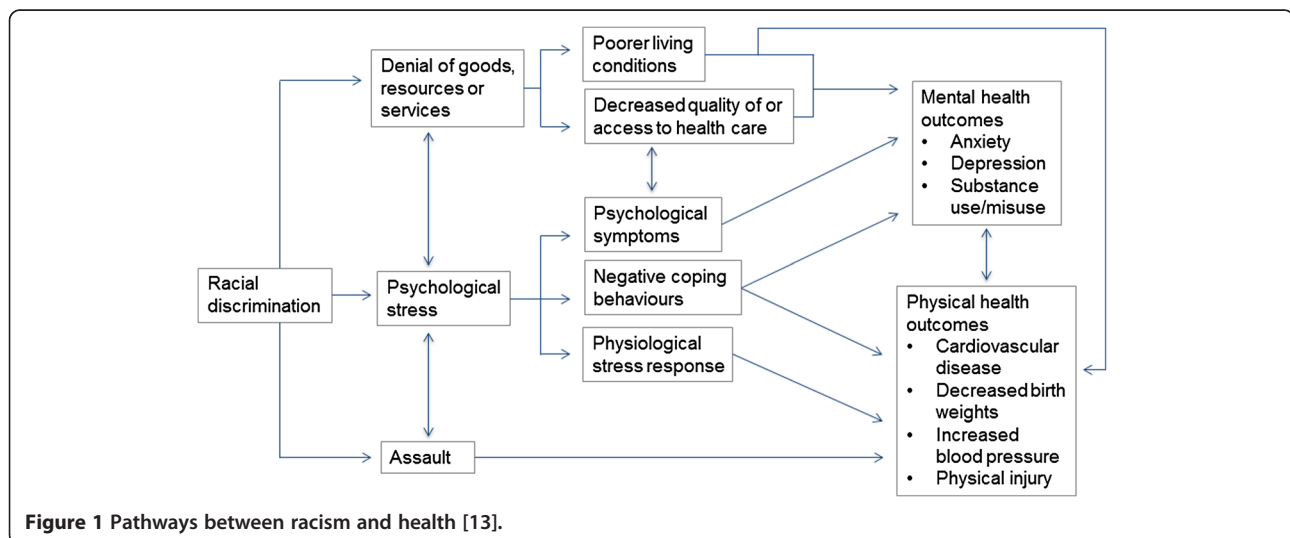 Racial
discrimination
Denial of goods,
resources or
services
Psychological
stress
Assault
Poorer living
conditions
Decreased quality of or
access to health care
Psychological
symptoms
Negative coping
behaviours
Physiological
stress response
Mental health
outcomes
• Anxiety
• Depression
• Substance
use/misuse
Physical health
outcomes
• Cardiovascular
disease
• Decreased birth
weights
• Increased
blood pressure
• Physical injury
Figure 1 Pathways between racism and health [13].